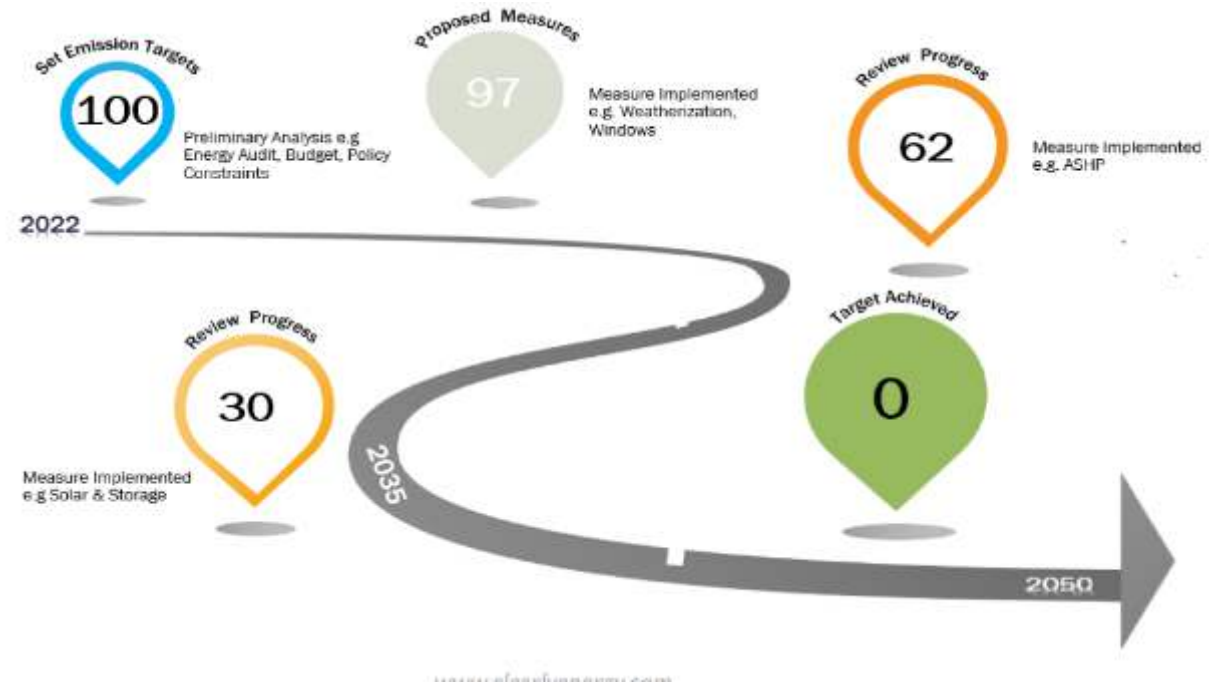 Set Emission Targets
100
Preliminary Analysis e.g
Energy Audit, Budget, Policy
Constraints
Proposed Measures
97
Measure Implemented
e.g. Weatherization,
Windows
Review Progress
62
Measure Implemented
e.g. ASHP
2022
Review Progress
30
Measure Implemented
e.g Solar & Storage
2035
Target Achieved
0
2050